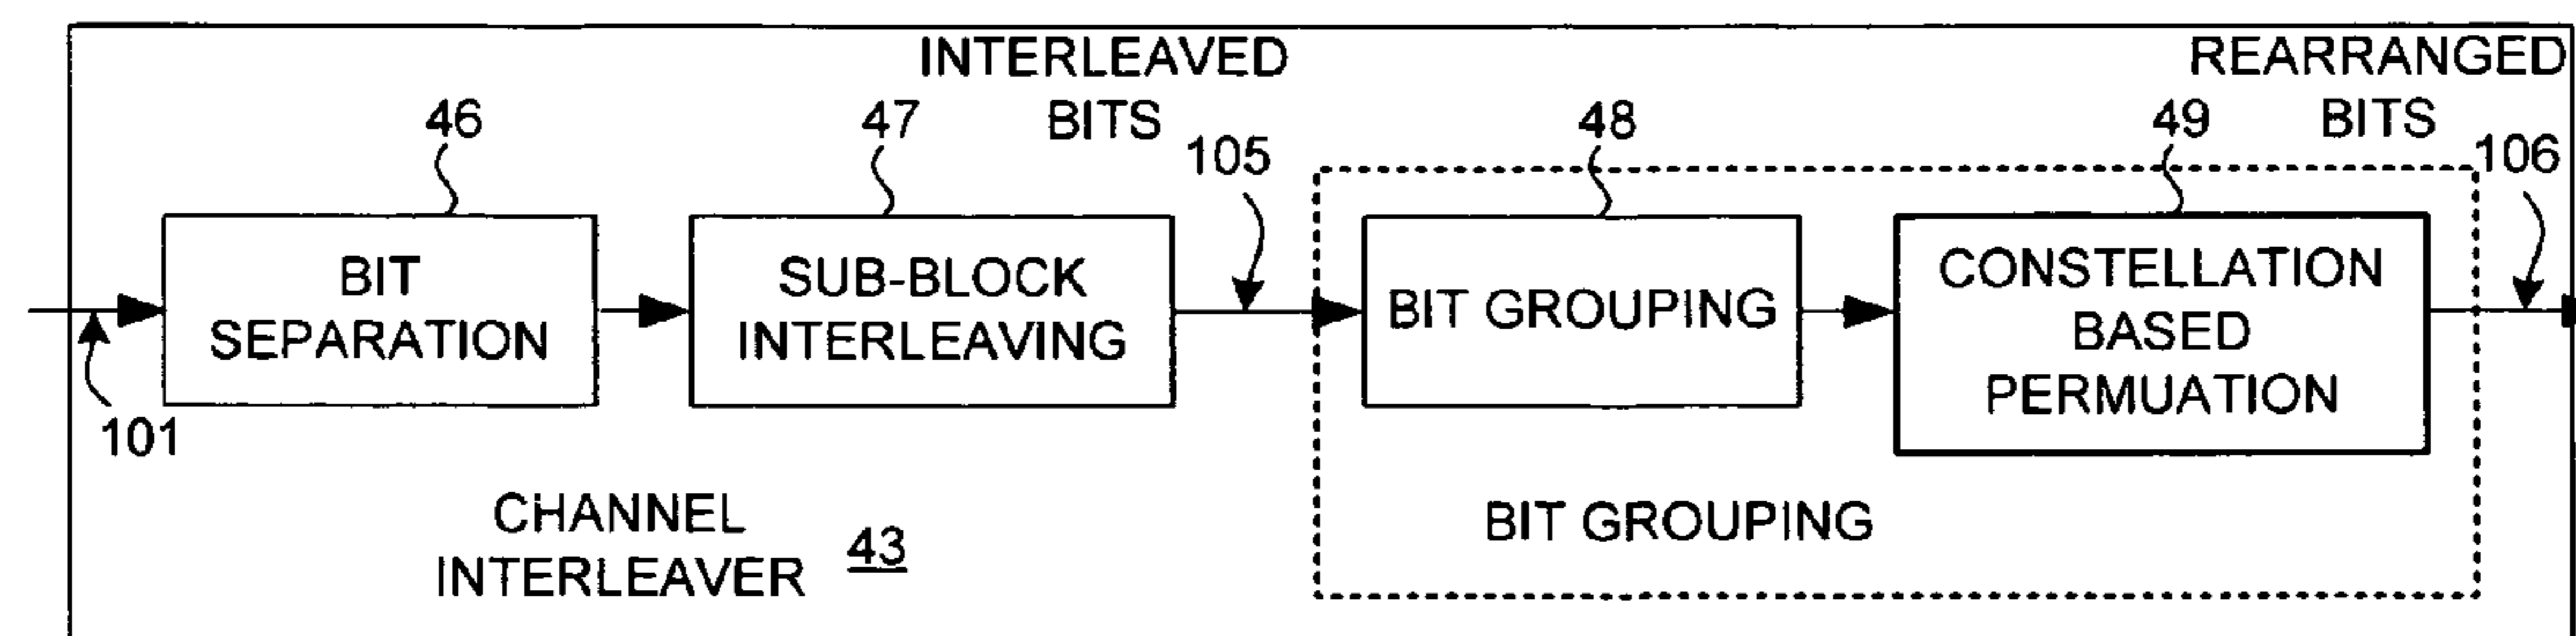 INTERLEAVED
BITS
REARRANGED
BITS
46
47
105
48
49
106
BIT
SEPARATION
SUB-BLOCK
INTERLEAVING
BIT GROUPING
CONSTELLATION
BASED
PERMUATION
101
CHANNEL
INTERLEAVER
43
BIT GROUPING